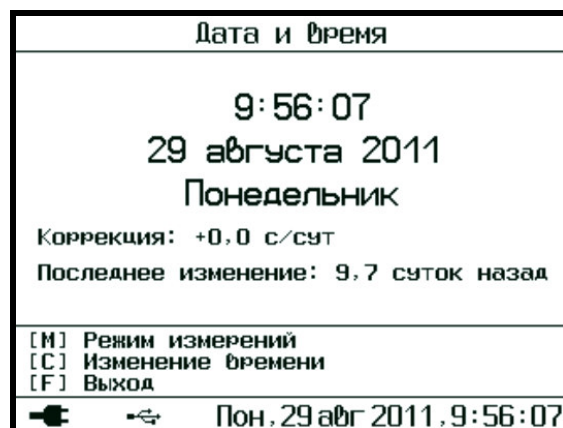 Дата и время
9:56:07
29 августа 2011
Понедельник
Коррекция: +0,0 с/сут
Последнее изменение: 9,7 суток назад
[M] Режим измерений
[C] Изменение времени
[F] Выход
Пон,29 авг 2011,9:56:07